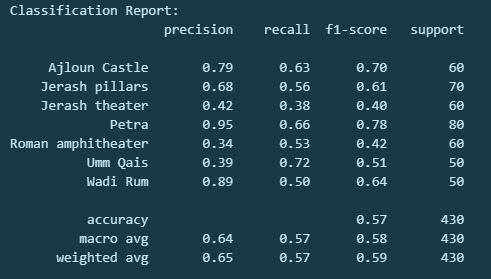 Classification Report:
precision recall f1-score support
Ajloun Castle 0.79 0.63 0.70 60
Jerash pillars 0.68 0.56 0.61 70
Jerash theater 0.42 0.38 0.40 60
Petra 0.95 0.66 0.78 80
Roman amphitheater 0.34 0.53 0.42 60
Umm Qais 0.39 0.72 0.51 50
Wadi Rum 0.89 0.50 0.64 50
accuracy 0.57 430
macro avg 0.64 0.57 0.58 430
weighted avg 0.65 0.57 0.59 430